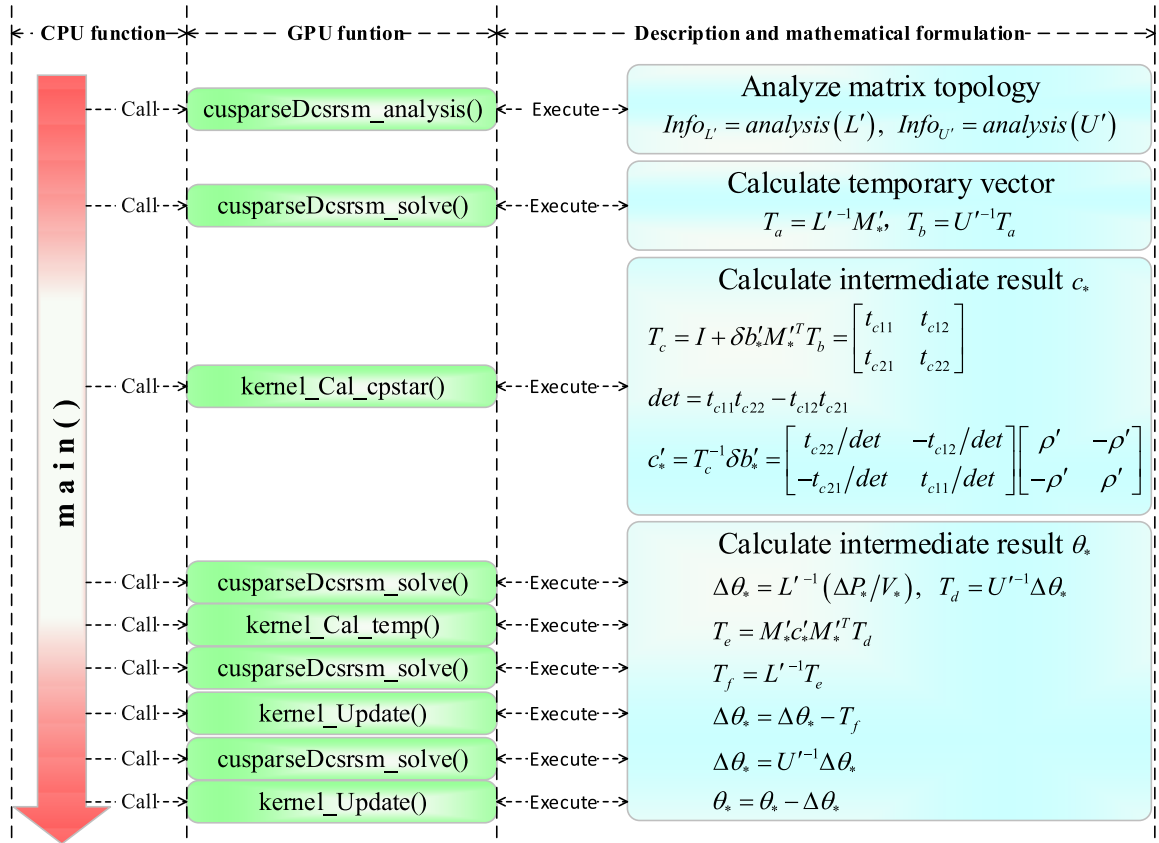 CPU function GPU funtion Description and mathematical formulation
main()
Call cusparseDcsrsm_analysis() Execute
Analyze matrix topology
Info_{L′} = analysis(L′), Info_{U′} = analysis(U′)
Call cusparseDcsrsm_solve() Execute
Calculate temporary vector
T_a = L′^{-1}M′_*, T_b = U′^{-1}T_a
Call kernel_Cal_cpstar() Execute
Calculate intermediate result c_*
T_c = I + δb′_*M′_*^T T_b = [t_{c11} t_{c12}
t_{c21} t_{c22}]
det = t_{c11}t_{c22} − t_{c12}t_{c21}
c′_* = T_c^{-1}δb′_* = [t_{c22}/det −t_{c12}/det
−t_{c21}/det t_{c11}/det] [ρ′ −ρ′
−ρ′ ρ′]
Calculate intermediate result θ_*
Call cusparseDcsrsm_solve() Execute Δθ_* = L′^{-1}(ΔP_*/V_*), T_d = U′^{-1}Δθ_*
Call kernel_Cal_temp() Execute T_e = M′_*c′_*M′_*^T T_d
Call cusparseDcsrsm_solve() Execute T_f = L′^{-1}T_e
Call kernel_Update() Execute Δθ_* = Δθ_* − T_f
Call cusparseDcsrsm_solve() Execute Δθ_* = U′^{-1}Δθ_*
Call kernel_Update() Execute θ_* = θ_* − Δθ_*